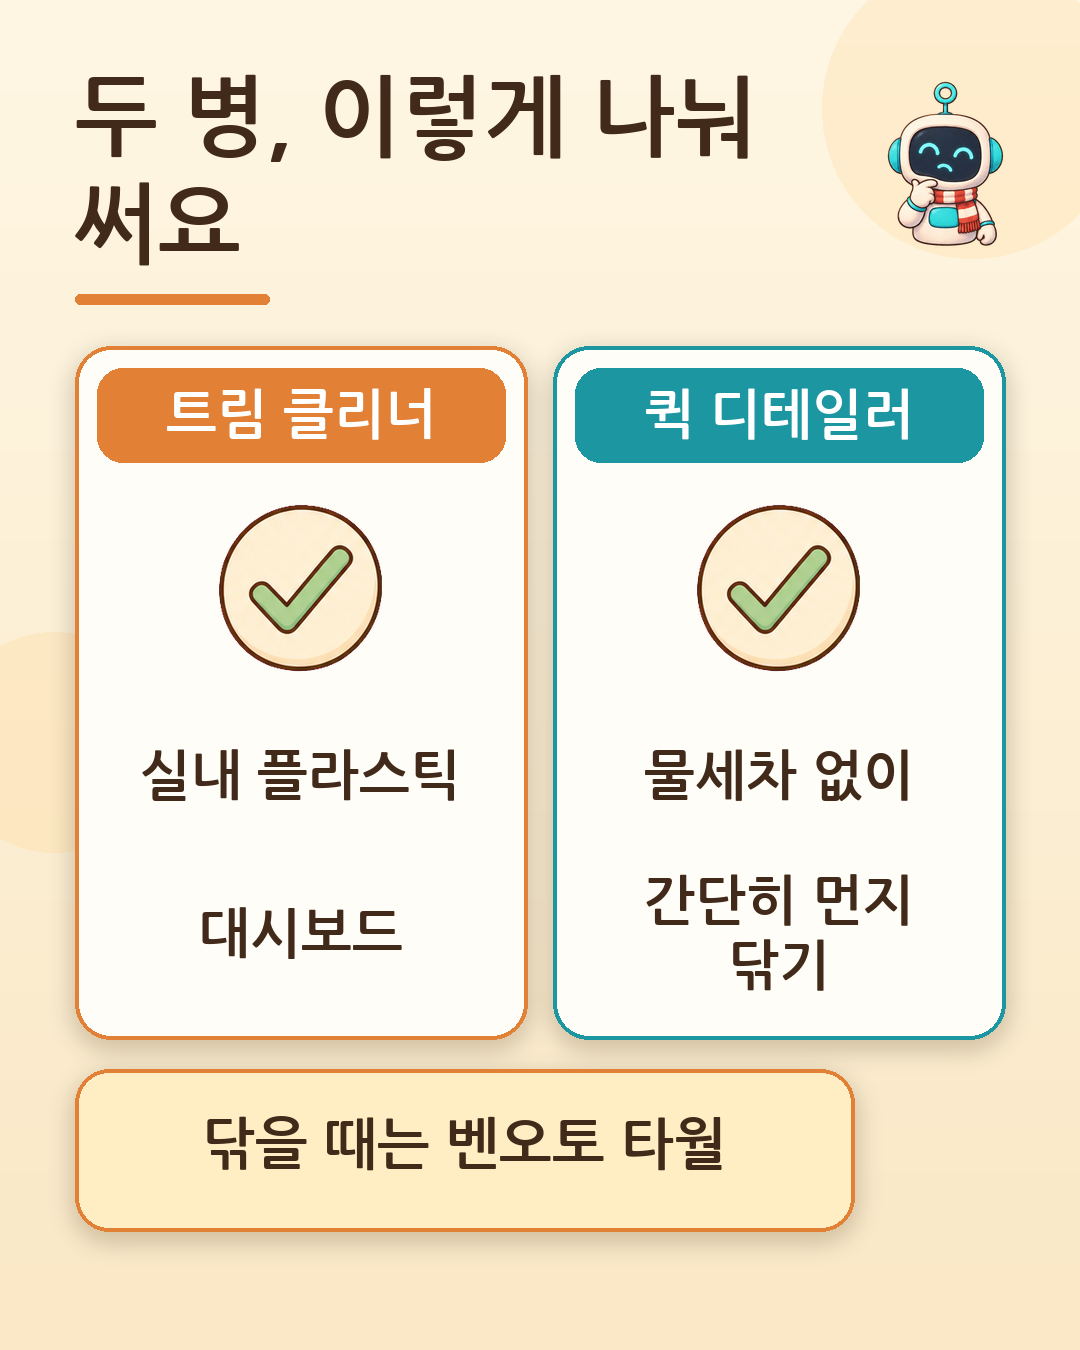 두 병, 이렇게 나눠
써요
트림 클리너
실내 플라스틱
대시보드
퀵 디테일러
물세차 없이
간단히 먼지
닦기
닦을 때는 벤오토 타월